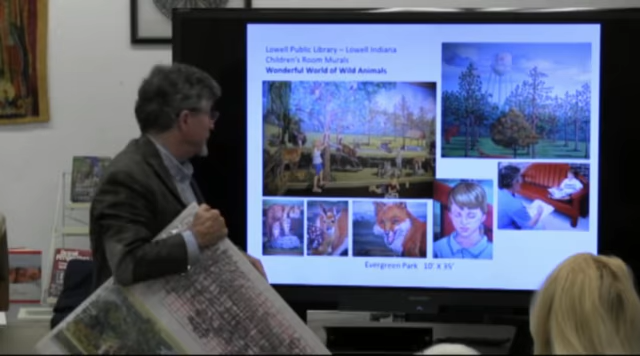 Lowell Public Library – Lowell Indiana
Children's Room Murals
Wonderful World of Wild Animals
Evergreen Park 10' X 35'